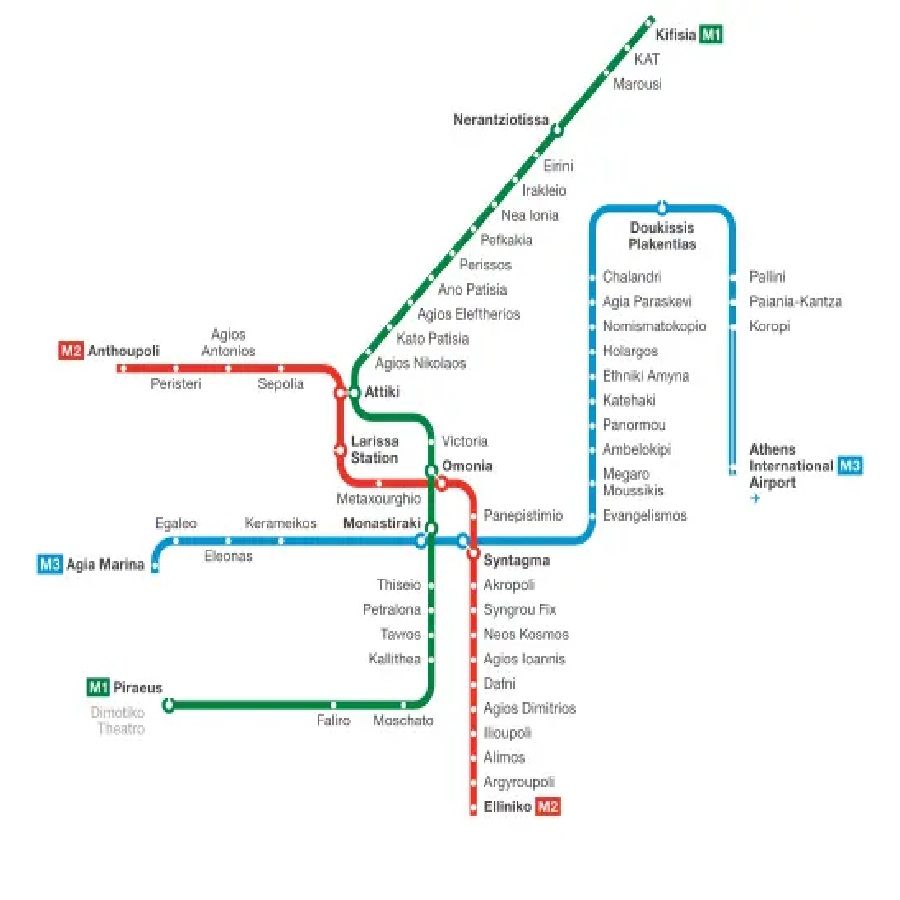 Kifisia M1
KAT
Marousi
Nerantziotissa
Eirini
Irakleio
Nea Ionia
Pefkakia
Perissos
Ano Patisia
Agios Eleftherios
Kato Patisia
Agios Nikolaos
Doukissis
Plakentias
Chalandri
Agia Paraskevi
Nomismatokopio
Holargos
Ethniki Amyna
Katehaki
Panormou
Ambelokipi
Megaro
Moussikis
Evangelismos
Pallini
Paiania-Kantza
Koropi
Athens
International M3
Airport
M2 Anthoupoli
Peristeri
Agios
Antonios
Sepolia
Attiki
Larissa
Station
Metaxourghio
Victoria
Omonia
Panepistimio
Monastiraki
Kerameikos
Egaleo
Eleonas
M3 Agia Marina
Syntagma
Thiseio
Petralona
Tavros
Kallithea
Akropoli
Syngrou Fix
Neos Kosmos
Agios Ioannis
Dafni
Agios Dimitrios
Ilioupoli
Alimos
Argyroupoli
Elliniko M2
M1 Piraeus
Dimotiko
Theatro
Faliro
Moschato